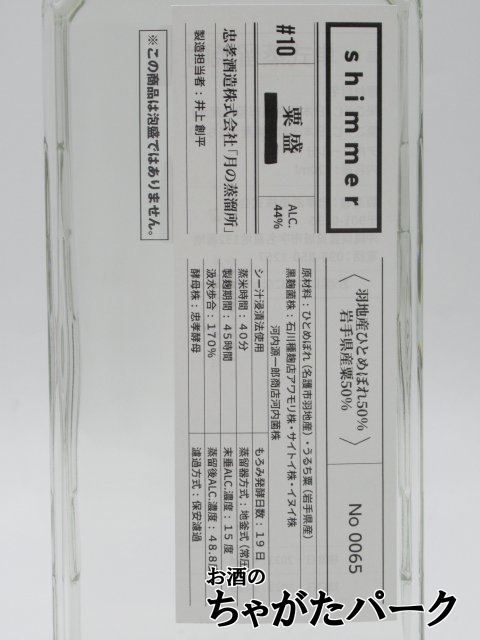 shimmer
#10
粟盛
ALC.
44%
忠孝酒造株式会社「月の蒸溜所」
製造担当者：井上創平
※この商品は泡盛ではありません。
〈 羽地産ひとめぼれ50%
岩手県産粟50% 〉
No 0065
原材料：ひとめぼれ（名護市羽地産）・うるち粟（岩手県産）
黒麹菌株：石川種麹店アワモリ株・サイトイ株・イヌイ株
河内源一郎商店河内菌株
シー汁浸漬法使用
蒸米時間：40分
製麹期間：45時間
汲水歩合：170%
酵母株：忠孝酵母
もろみ発酵日数：19日
蒸留器方式：地釜式（常圧
末垂ALC.濃度：15度
蒸留後ALC.濃度：48.8
濾過方式：保安濾過
お酒の
ちゃがたパーク